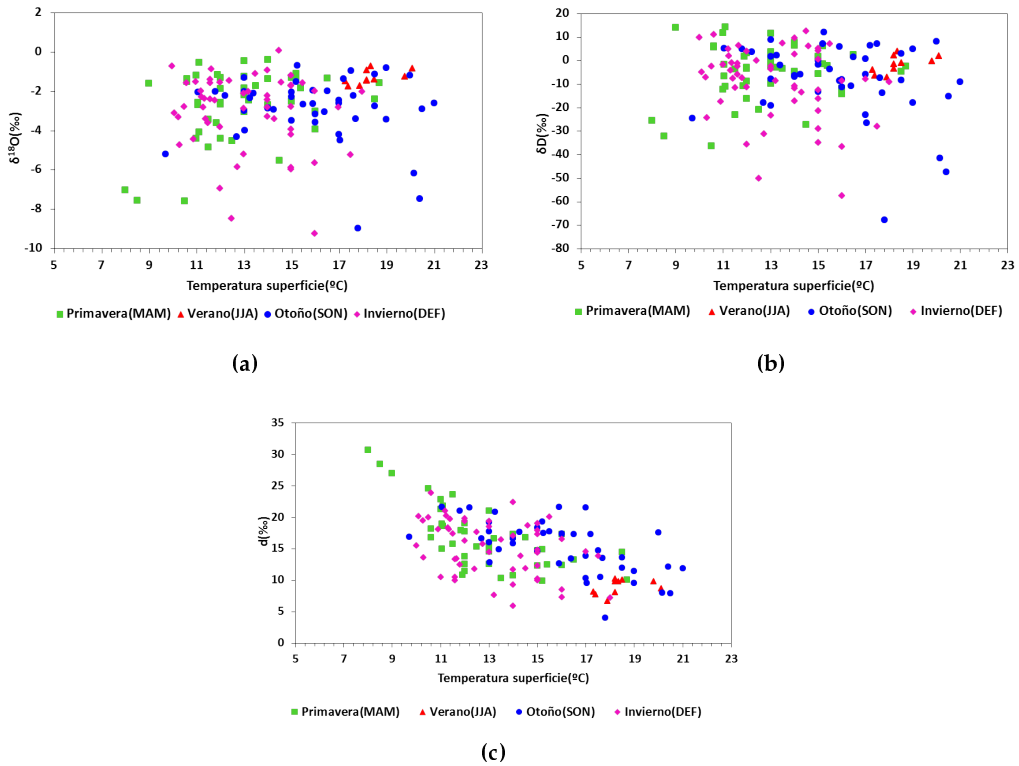 2
0
-2
-4
-6
-8
-10
δ¹⁸O(‰)
5 7 9 11 13 15 17 19 21 23
Temperatura superficie(ºC)
Primavera(MAM) Verano(JJA) Otoño(SON) Invierno(DEF)
(a)
20
10
0
-10
-20
-30
-40
-50
-60
-70
-80
δD(‰)
5 7 9 11 13 15 17 19 21 23
Temperatura superficie(ºC)
Primavera(MAM) Verano(JJA) Otoño(SON) Invierno(DEF)
(b)
35
30
25
20
15
10
5
0
d(‰)
5 7 9 11 13 15 17 19 21 23
Temperatura superficie(ºC)
Primavera(MAM) Verano(JJA) Otoño(SON) Invierno(DEF)
(c)